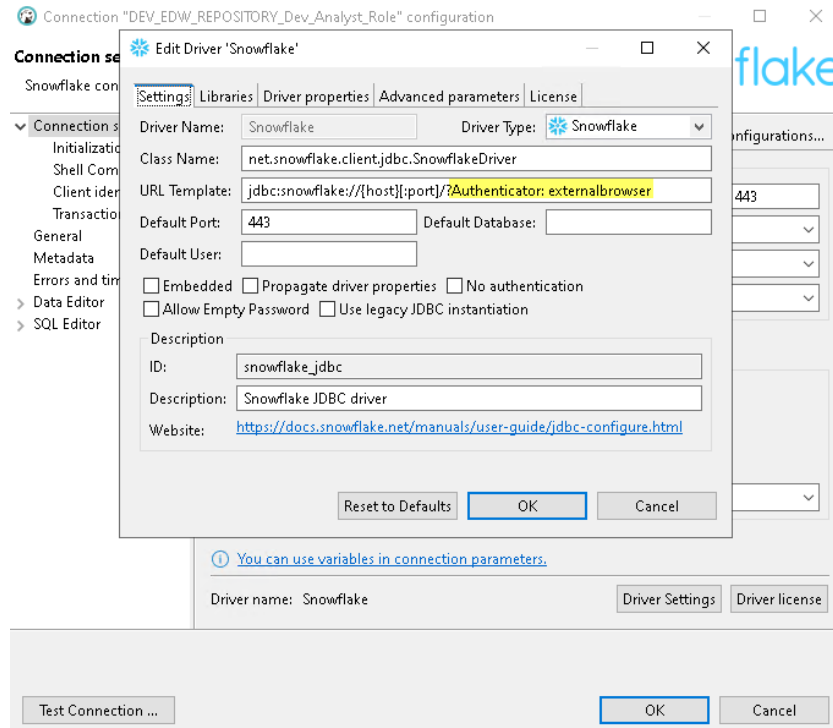 Connection "DEV_EDW_REPOSITORY_Dev_Analyst_Role" configuration
Edit Driver 'Snowflake'
Connection se
Snowflake con
flake
Settings Libraries Driver properties Advanced parameters License
Connection s
Initializatio
Shell Com
Client iden
Transactio
General
Metadata
Errors and tim
Data Editor
SQL Editor
Driver Name: Snowflake Driver Type: Snowflake
onfigurations...
Class Name: net.snowflake.client.jdbc.SnowflakeDriver
URL Template: jdbc:snowflake://{host}[:port]/?Authenticator: externalbrowser
443
Default Port: 443 Default Database:
Default User:
Embedded Propagate driver properties No authentication
Allow Empty Password Use legacy JDBC instantiation
Description
ID: snowflake_jdbc
Description: Snowflake JDBC driver
Website: https://docs.snowflake.net/manuals/user-guide/jdbc-configure.html
Reset to Defaults OK Cancel
You can use variables in connection parameters.
Driver name: Snowflake Driver Settings Driver license
Test Connection ... OK Cancel